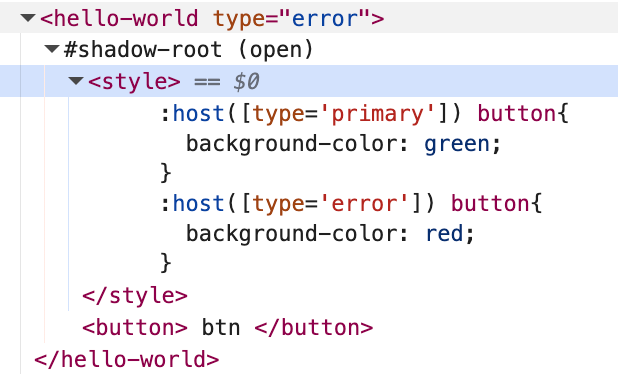 <hello-world type="error">
#shadow-root (open)
<style> == $0
:host([type='primary']) button{
background-color: green;
}
:host([type='error']) button{
background-color: red;
}
</style>
<button> btn </button>
</hello-world>